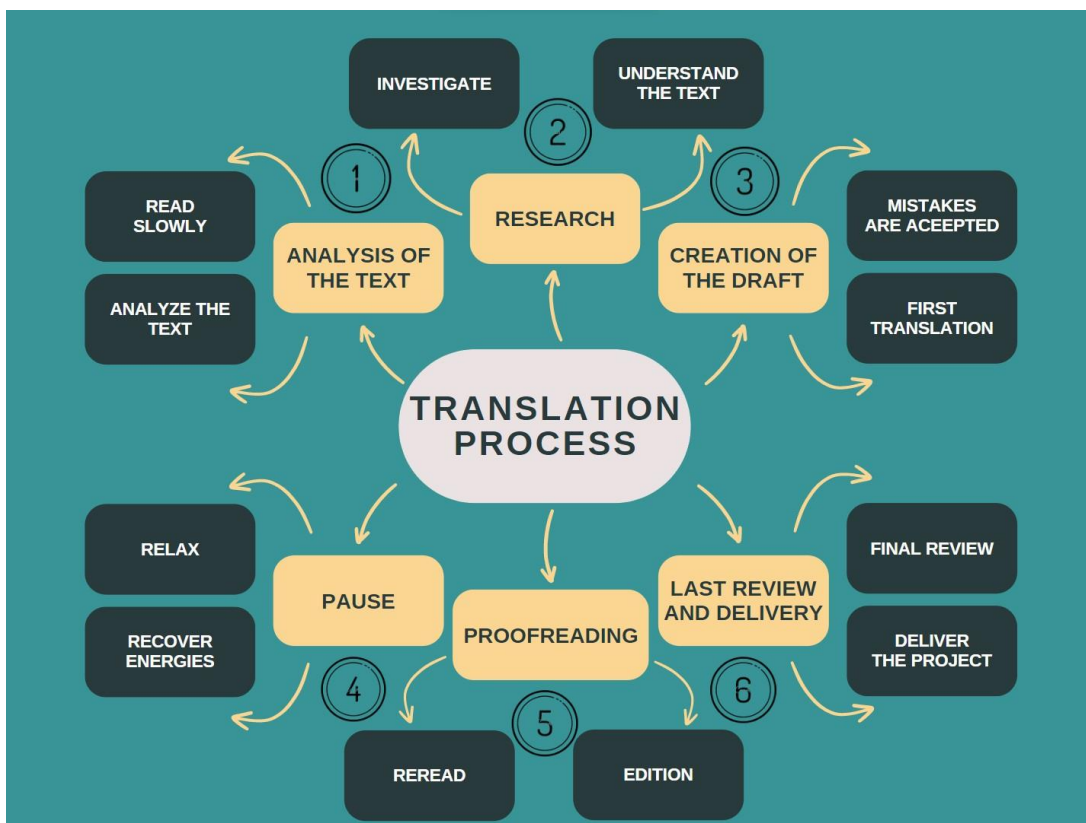 INVESTIGATE
UNDERSTAND
THE TEXT
2
1
3
READ
SLOWLY
RESEARCH
MISTAKES
ARE ACEEPTED
ANALYSIS OF
THE TEXT
CREATION OF
THE DRAFT
ANALYZE THE
TEXT
FIRST
TRANSLATION
TRANSLATION
PROCESS
RELAX
FINAL REVIEW
PAUSE
PROOFREADING
LAST REVIEW
AND DELIVERY
RECOVER
ENERGIES
DELIVER
THE PROJECT
4
5
6
REREAD
EDITION